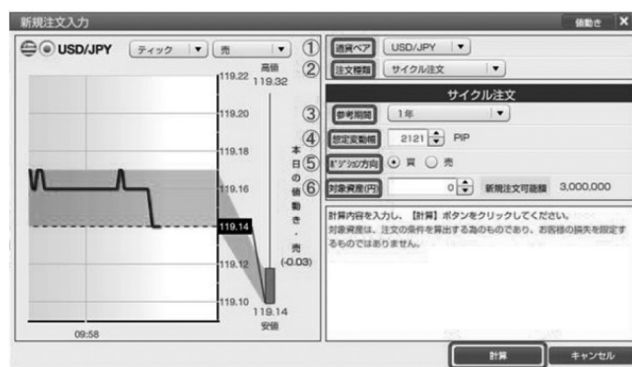 新規注文入力 値動き ×
USD/JPY ティック ▼ 売 ▼
高値
119.32
119.22
119.20
119.18
119.16
119.14
119.12
119.10
09:58
本日の値動き・売
(-0.03)
119.14
安値
① 通貨ペア USD/JPY ▼
② 注文種類 サイクル注文 ▼
サイクル注文
③ 参考期間 1年 ▼
④ 想定変動幅 2121 PIP
⑤ ポジション方向 買 売
⑥ 対象資産(円) 0 新規注文可能額 3,000,000
計算内容を入力し、【計算】ボタンをクリックしてください。
対象資産は、注文の条件を算出する為のものであり、お客様の損失を限定す
るものではありません。
計算 キャンセル